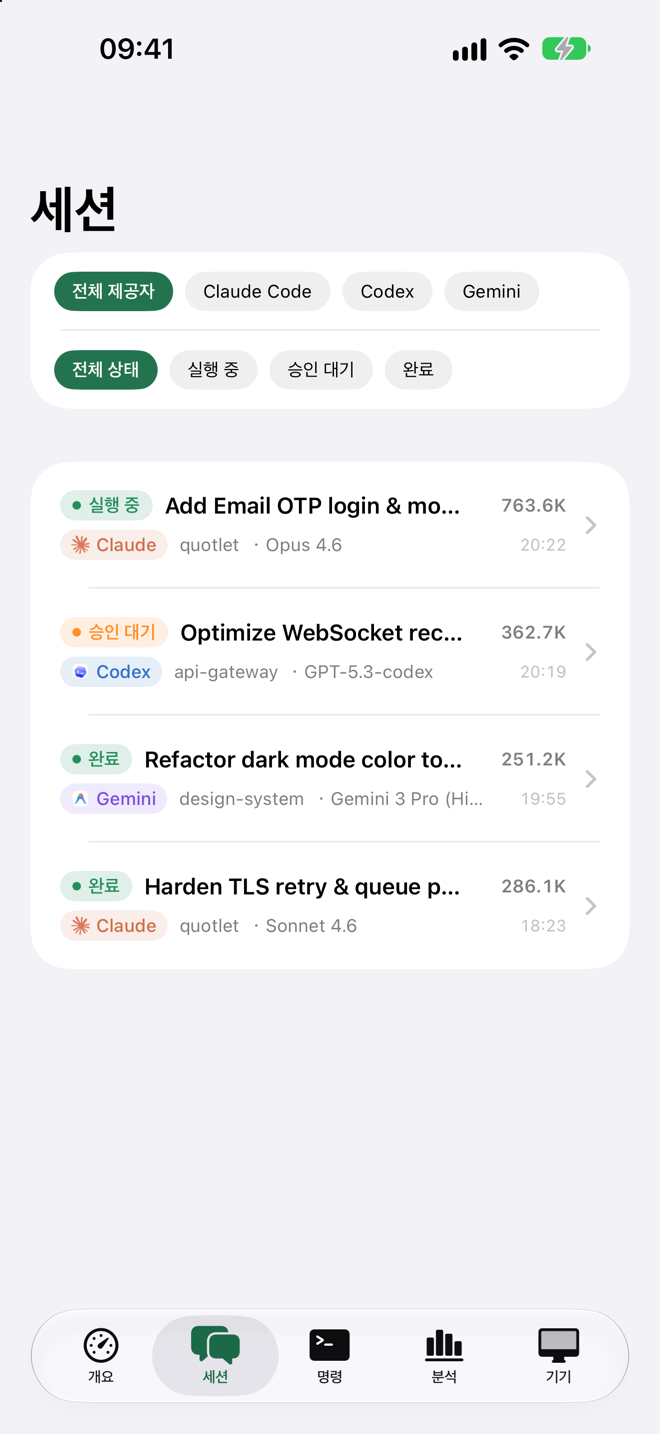 09:41
세션
전체 제공자 Claude Code Codex Gemini
전체 상태 실행 중 승인 대기 완료
실행 중 Add Email OTP login & mo... 763.6K
Claude quotlet · Opus 4.6 20:22
승인 대기 Optimize WebSocket rec... 362.7K
Codex api-gateway · GPT-5.3-codex 20:19
완료 Refactor dark mode color to... 251.2K
Gemini design-system · Gemini 3 Pro (Hi... 19:55
완료 Harden TLS retry & queue p... 286.1K
Claude quotlet · Sonnet 4.6 18:23
개요 세션 명령 분석 기기